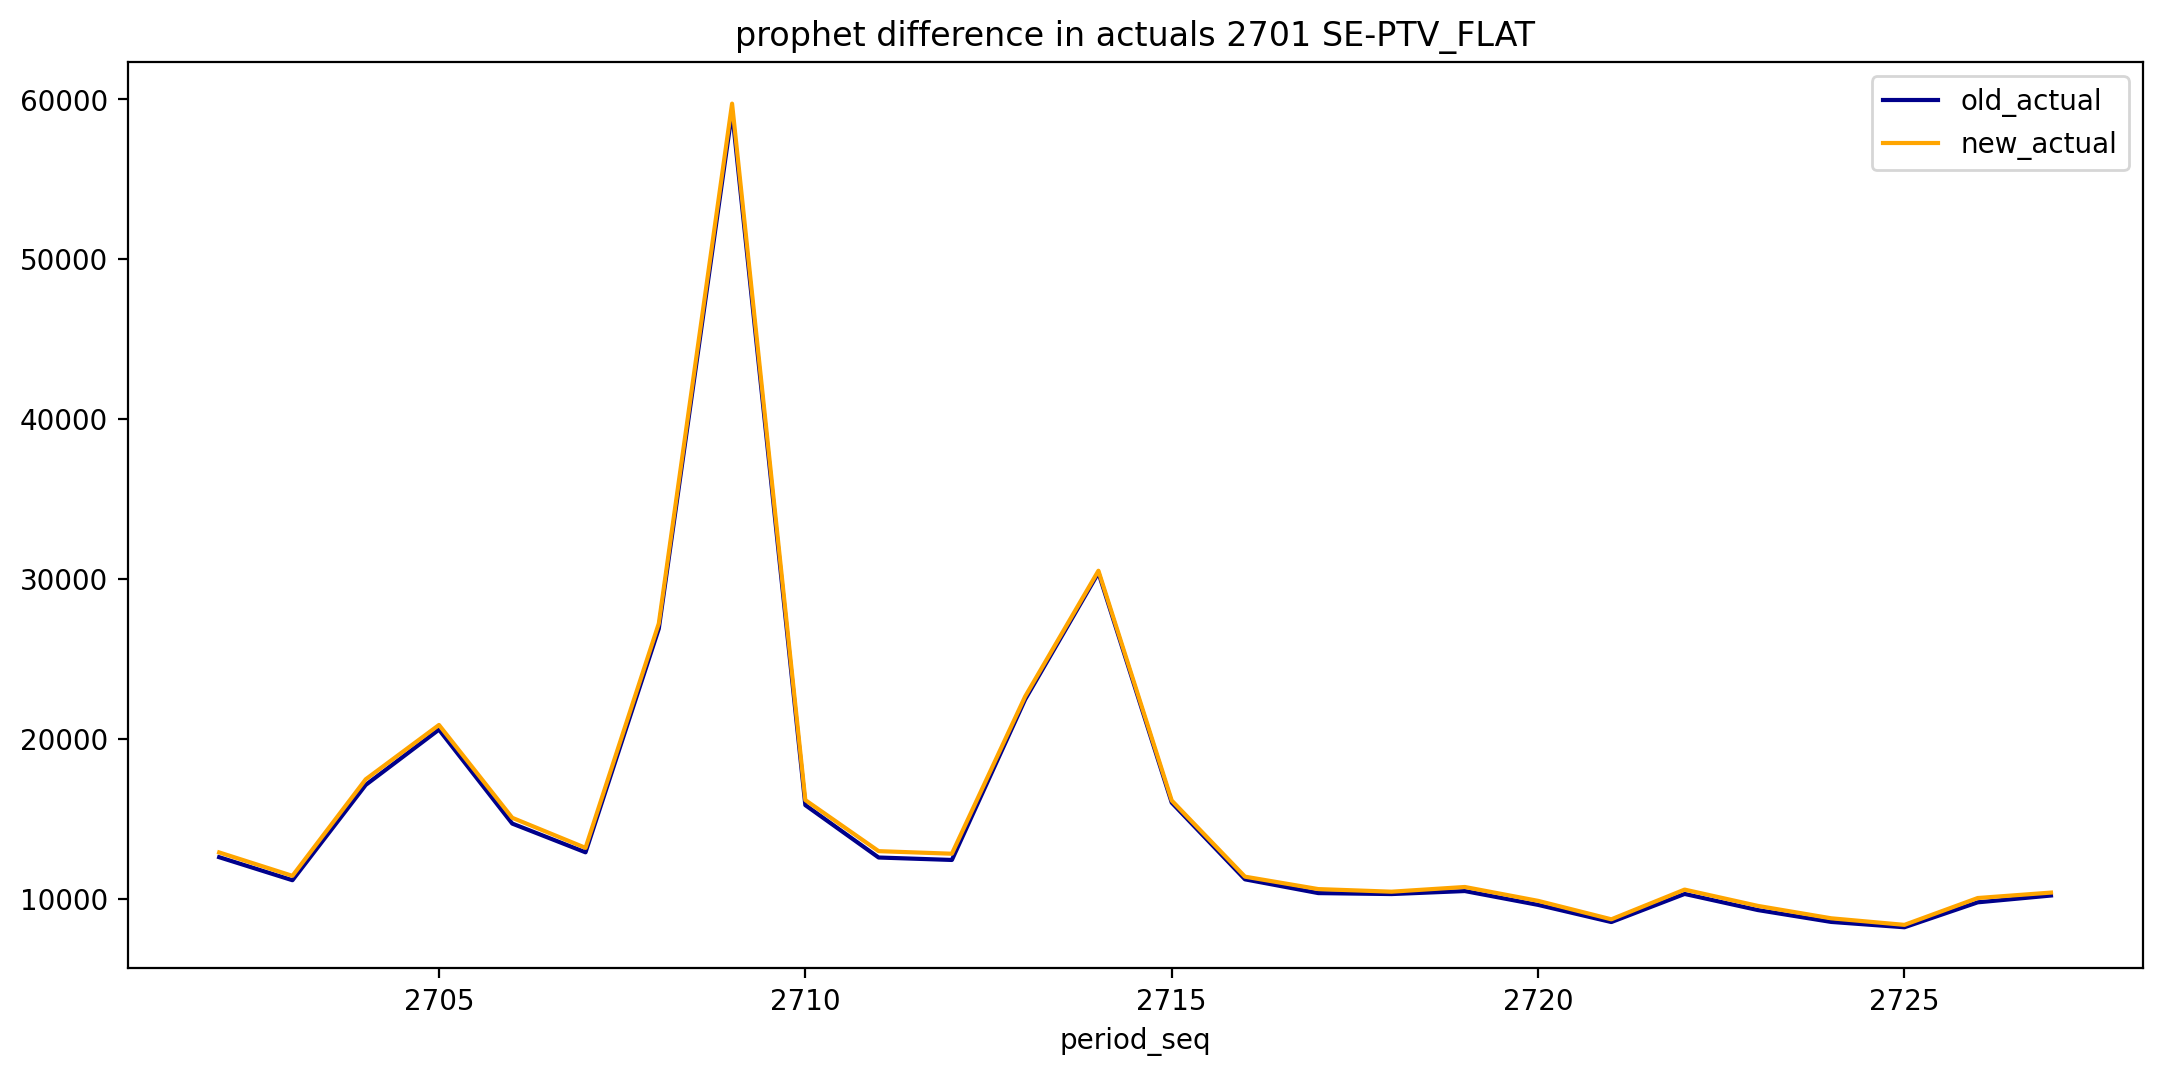 prophet difference in actuals 2701 SE-PTV_FLAT
old_actual
new_actual
60000
50000
40000
30000
20000
10000
2705 2710 2715 2720 2725
period_seq